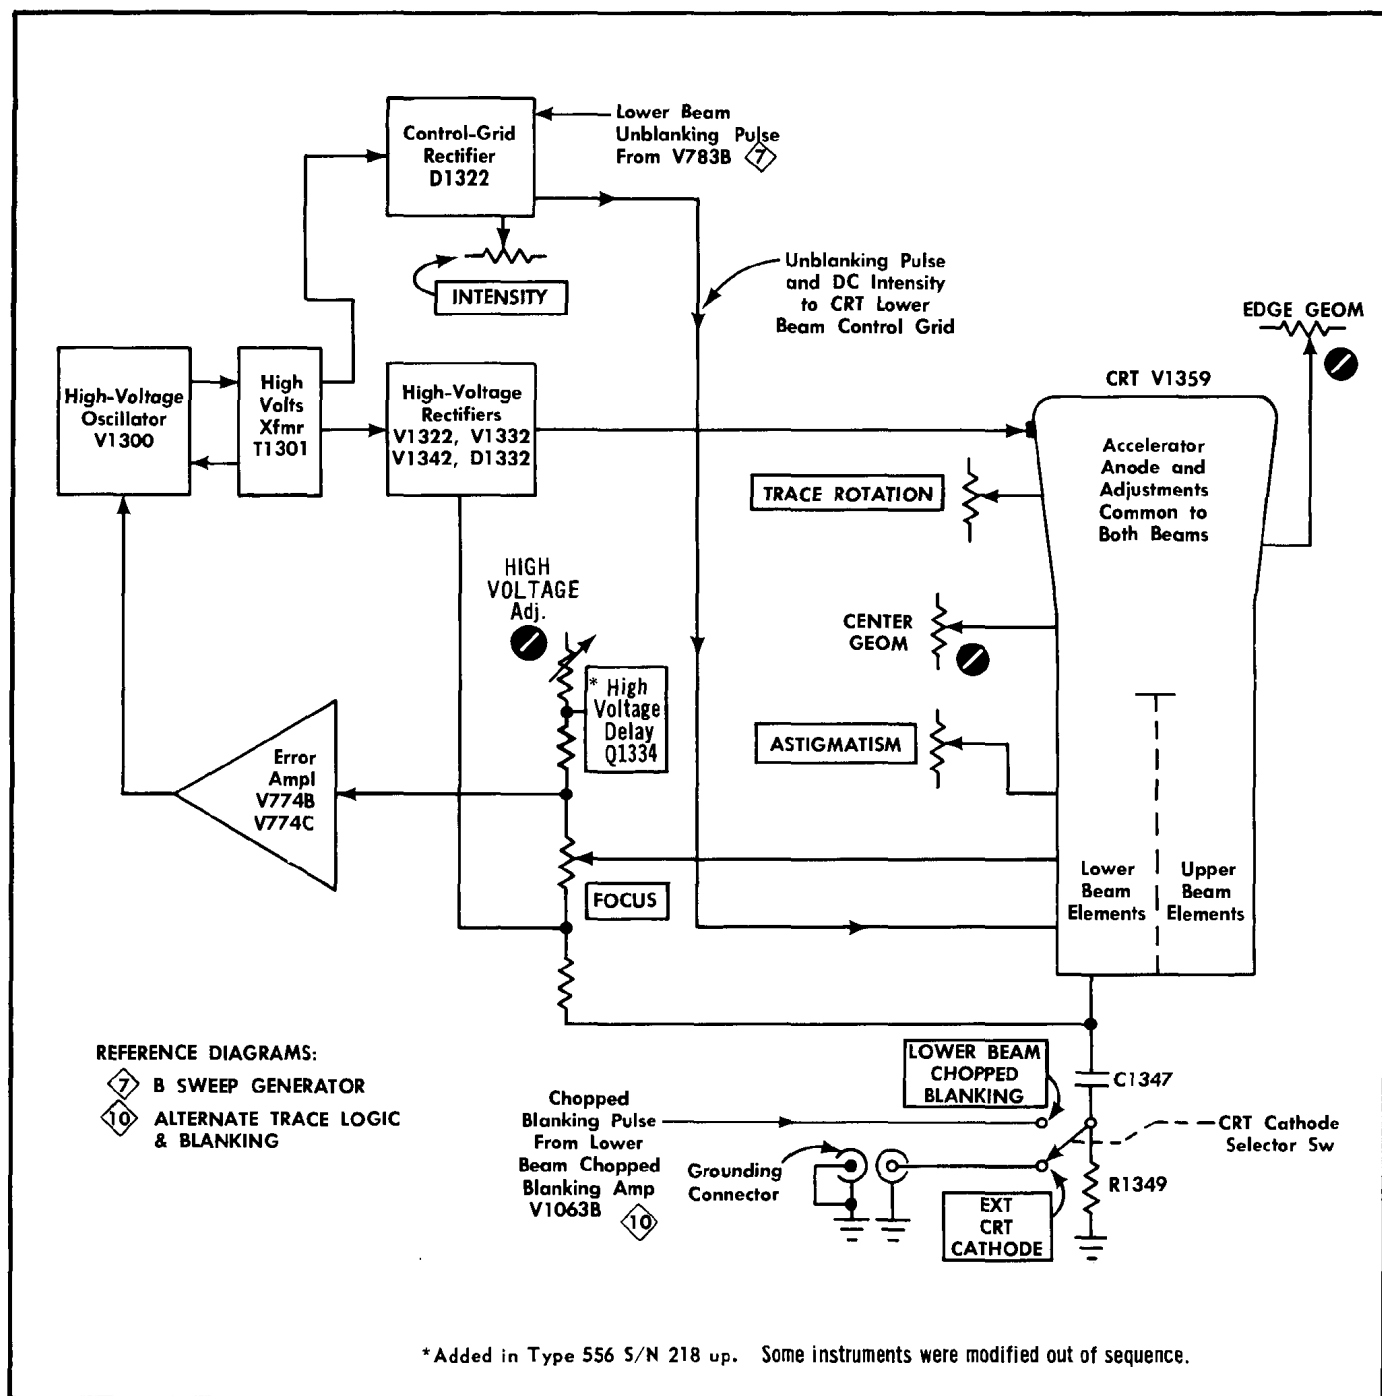 Control-Grid
Rectifier
D1322
Lower Beam
Unblanking Pulse
From V783B 7
INTENSITY
Unblanking Pulse
and DC Intensity
to CRT Lower
Beam Control Grid
EDGE GEOM
High-Voltage
Oscillator
V1300
High
Volts
Xfmr
T1301
High-Voltage
Rectifiers
V1322, V1332
V1342, D1332
CRT V1359
Accelerator
Anode and
Adjustments
Common to
Both Beams
TRACE ROTATION
HIGH
VOLTAGE
Adj.
CENTER
GEOM
* High
Voltage
Delay
Q1334
ASTIGMATISM
Error
Ampl
V774B
V774C
FOCUS
Lower
Beam
Elements
Upper
Beam
Elements
REFERENCE DIAGRAMS:
7 B SWEEP GENERATOR
10 ALTERNATE TRACE LOGIC
& BLANKING
LOWER BEAM
CHOPPED
BLANKING
C1347
Chopped
Blanking Pulse
From Lower
Beam Chopped
Blanking Amp
V1063B 10
Grounding
Connector
CRT Cathode
Selector Sw
R1349
EXT
CRT
CATHODE
*Added in Type 556 S/N 218 up. Some instruments were modified out of sequence.